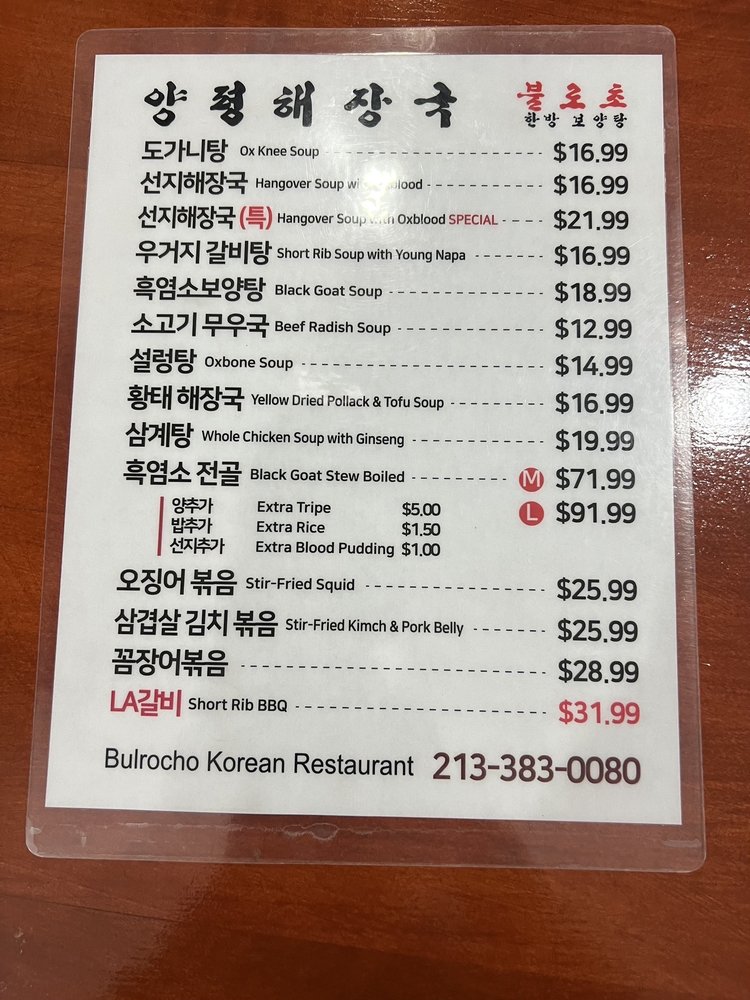 양평해장국 불로초
한방 보양탕
도가니탕 Ox Knee Soup $16.99
선지해장국 Hangover Soup $16.99
선지해장국(특) Hangover Soup with Oxblood SPECIAL $21.99
우거지 갈비탕 Short Rib Soup with Young Napa $16.99
흑염소보양탕 Black Goat Soup $18.99
소고기 무우국 Beef Radish Soup $12.99
설렁탕 Oxbone Soup $14.99
황태 해장국 Yellow Dried Pollack & Tofu Soup $16.99
삼계탕 Whole Chicken Soup with Ginseng $19.99
흑염소 전골 Black Goat Stew Boiled M $71.99
L $91.99
양추가 Extra Tripe $5.00
밥추가 Extra Rice $1.50
선지추가 Extra Blood Pudding $1.00
오징어 볶음 Stir-Fried Squid $25.99
삼겹살 김치 볶음 Stir-Fried Kimch & Pork Belly $25.99
꼼장어볶음 $28.99
LA갈비 Short Rib BBQ $31.99
Bulrocho Korean Restaurant 213-383-0080